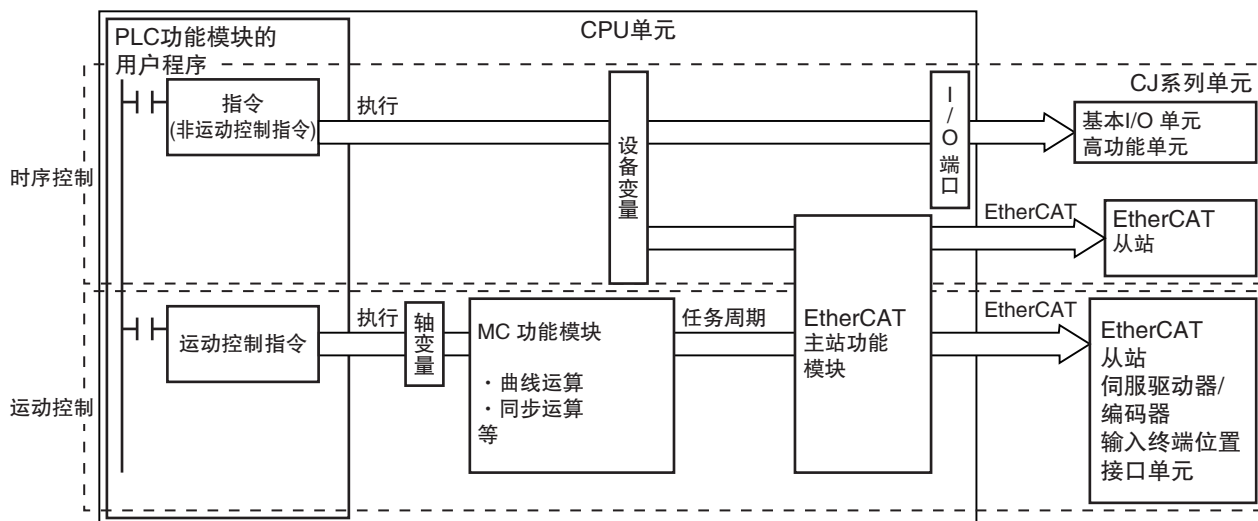 CPU单元
PLC功能模块的
用户程序
CJ系列单元
时序控制
指令
(非运动控制指令)
执行
设备变量
I/O端口
基本I/O 单元
高功能单元
EtherCAT
EtherCAT
从站
运动控制
运动控制指令
执行
轴变量
MC 功能模块
・曲线运算
・同步运算
等
任务周期
EtherCAT
主站功能
模块
EtherCAT
EtherCAT
从站
伺服驱动器/
编码器
输入终端位置
接口单元